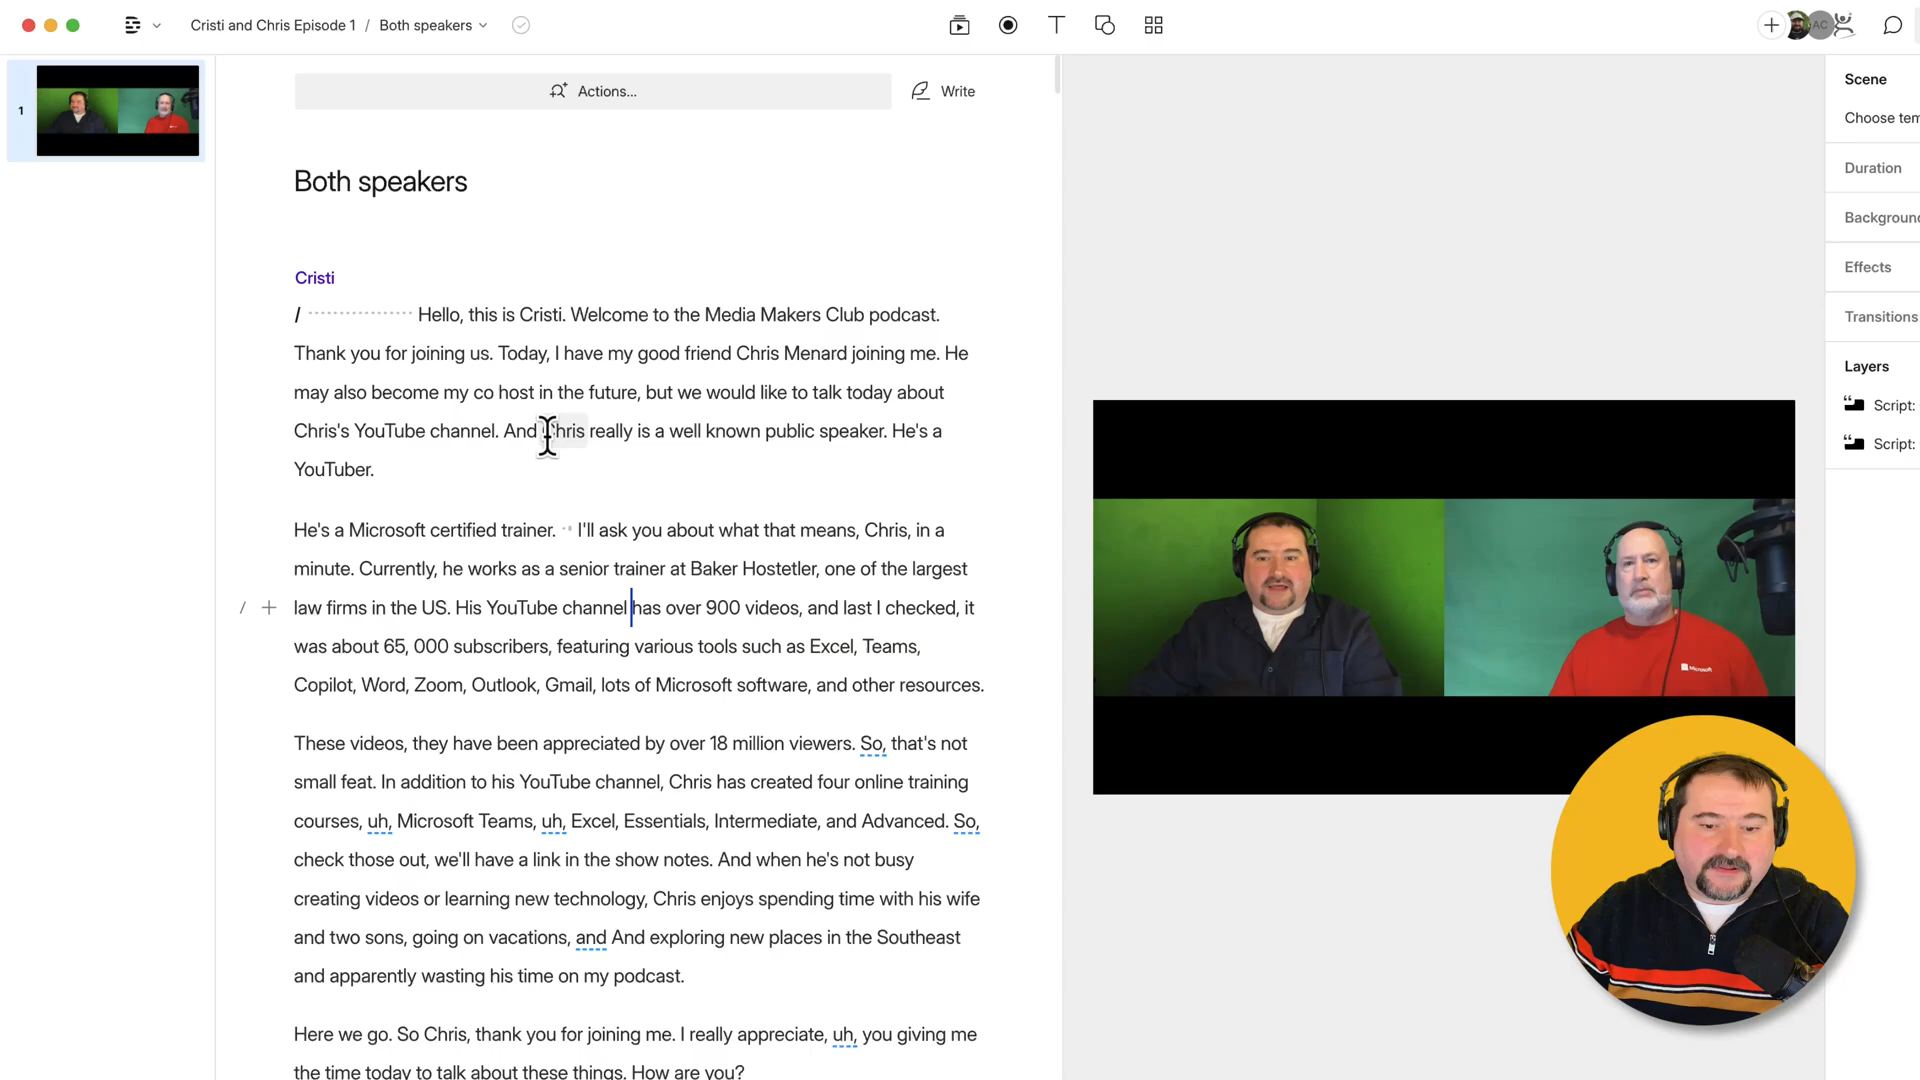 Cristi and Chris Episode 1 / Both speakers
AC
1
Actions...
Write
Both speakers
Cristi
/ Hello, this is Cristi. Welcome to the Media Makers Club podcast.
Thank you for joining us. Today, I have my good friend Chris Menard joining me. He
may also become my co host in the future, but we would like to talk today about
Chris's YouTube channel. And Chris really is a well known public speaker. He's a
YouTuber.
He's a Microsoft certified trainer. I'll ask you about what that means, Chris, in a
minute. Currently, he works as a senior trainer at Baker Hostetler, one of the largest
/ + law firms in the US. His YouTube channel has over 900 videos, and last I checked, it
was about 65, 000 subscribers, featuring various tools such as Excel, Teams,
Copilot, Word, Zoom, Outlook, Gmail, lots of Microsoft software, and other resources.
These videos, they have been appreciated by over 18 million viewers. So, that's not
small feat. In addition to his YouTube channel, Chris has created four online training
courses, uh, Microsoft Teams, uh, Excel, Essentials, Intermediate, and Advanced. So,
check those out, we'll have a link in the show notes. And when he's not busy
creating videos or learning new technology, Chris enjoys spending time with his wife
and two sons, going on vacations, and And exploring new places in the Southeast
and apparently wasting his time on my podcast.
Here we go. So Chris, thank you for joining me. I really appreciate, uh, you giving me
the time today to talk about these things. How are you?
Microsoft
Scene
Choose tem
Duration
Background
Effects
Transitions
Layers
Script:
Script: